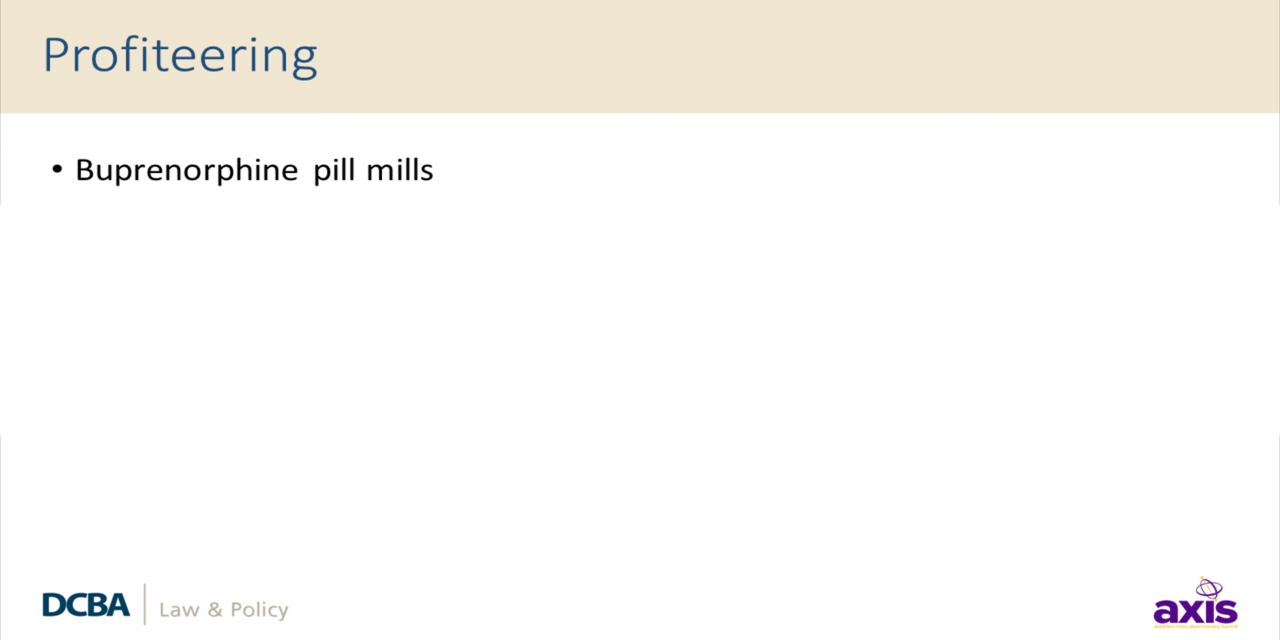 Profiteering
• Buprenorphine pill mills
DCBA Law & Policy
axis